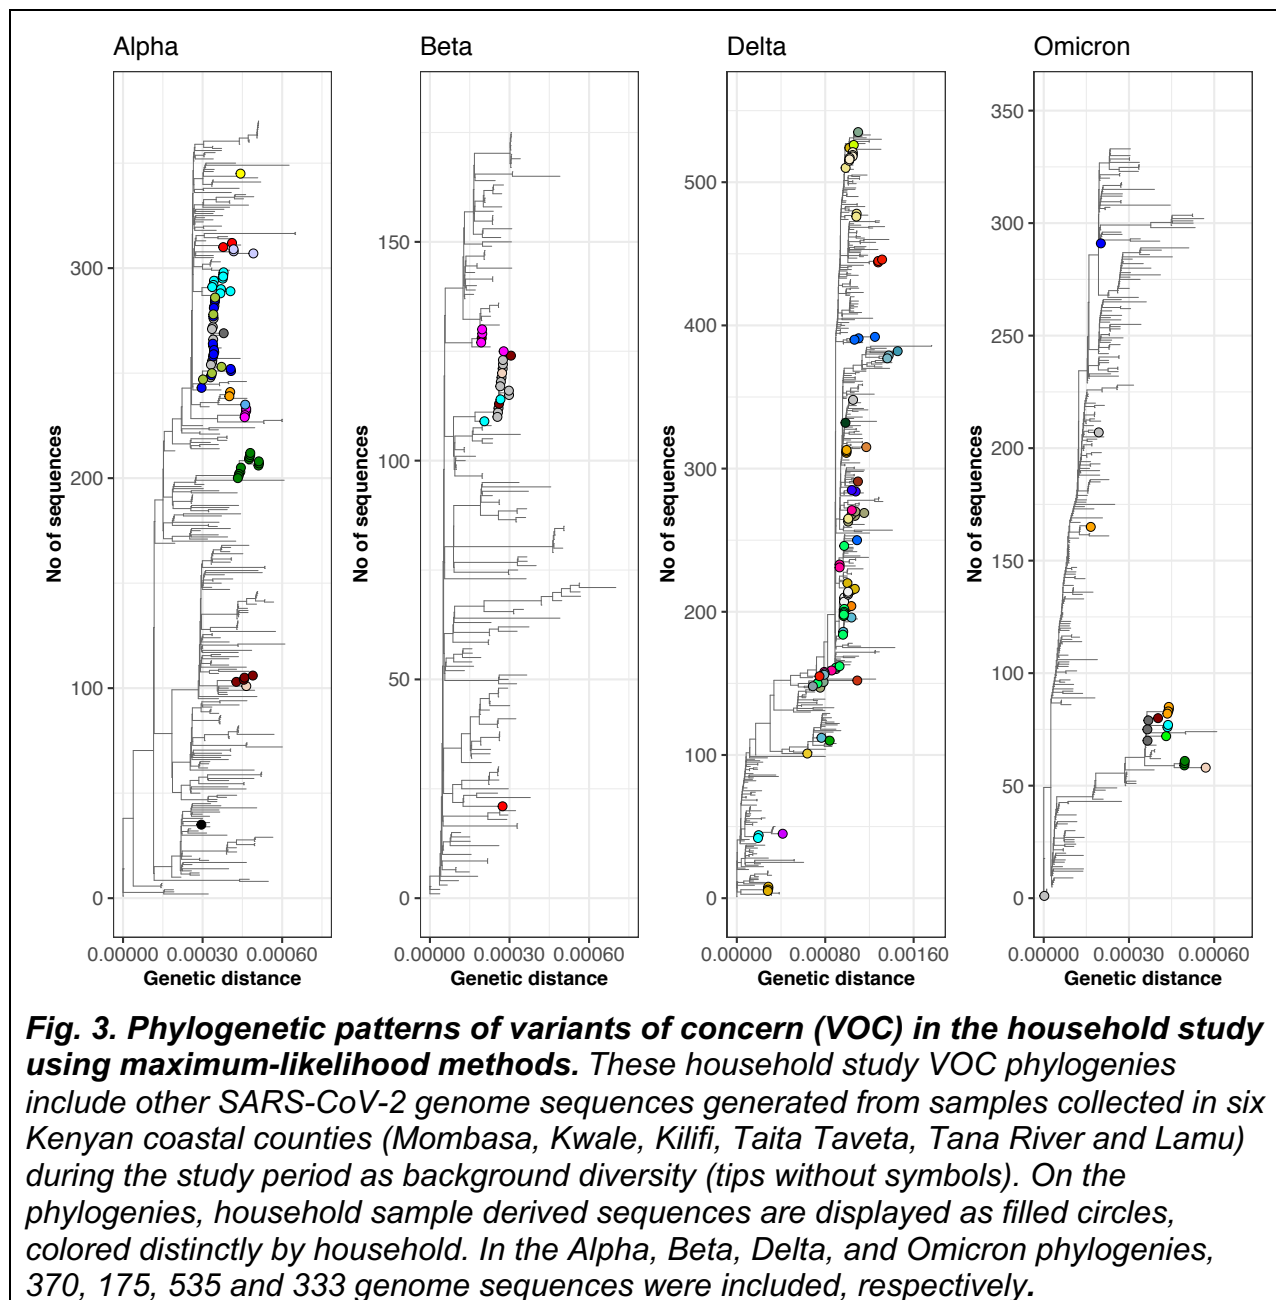 Alpha
Beta
Delta
Omicron
No of sequences
300
200
100
0
0.00000 0.00030 0.00060
Genetic distance
No of sequences
150
100
50
0
0.00000 0.00030 0.00060
Genetic distance
No of sequences
500
400
300
200
100
0
0.00000 0.00080 0.00160
Genetic distance
No of sequences
350
300
250
200
150
100
50
0
0.00000 0.00030 0.00060
Genetic distance
Fig. 3. Phylogenetic patterns of variants of concern (VOC) in the household study
using maximum-likelihood methods. These household study VOC phylogenies
include other SARS-CoV-2 genome sequences generated from samples collected in six
Kenyan coastal counties (Mombasa, Kwale, Kilifi, Taita Taveta, Tana River and Lamu)
during the study period as background diversity (tips without symbols). On the
phylogenies, household sample derived sequences are displayed as filled circles,
colored distinctly by household. In the Alpha, Beta, Delta, and Omicron phylogenies,
370, 175, 535 and 333 genome sequences were included, respectively.